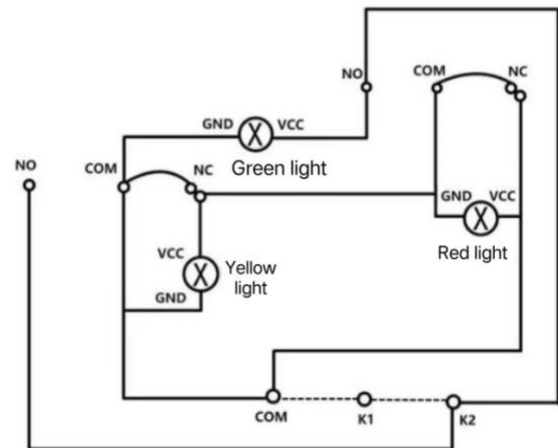 NO
COM
NC
GND
VCC
Green light
NO
COM
NC
GND
VCC
Red light
VCC
Yellow
light
GND
COM
K1
K2